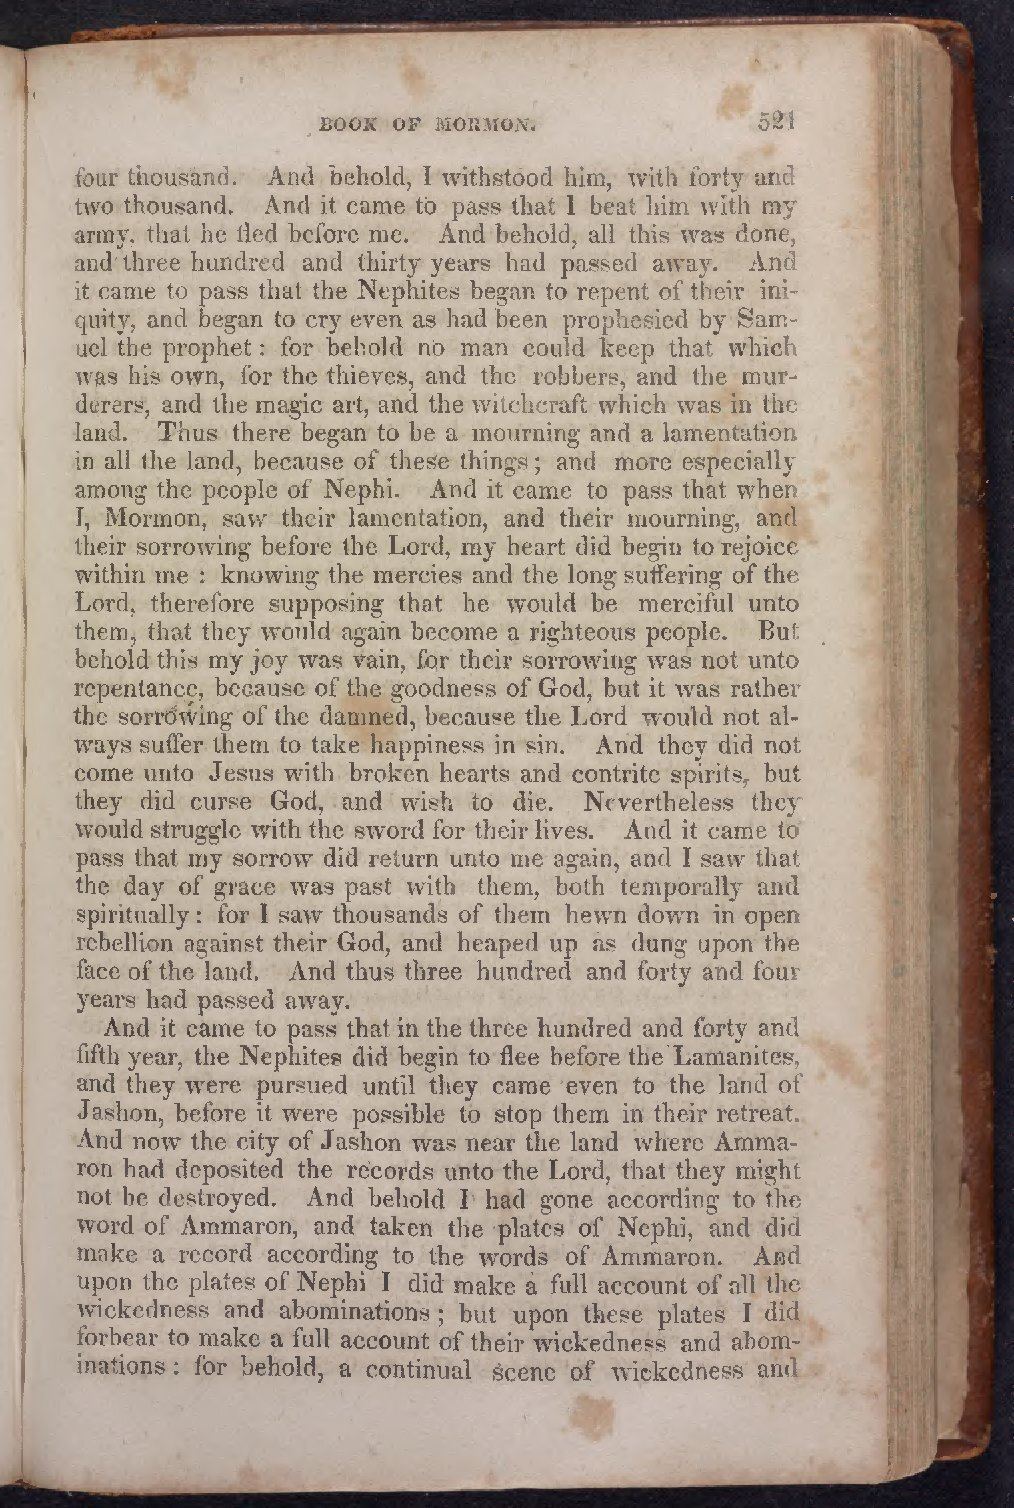 BOOK OF MORMON. 521
four thousand. And behold, I withstood him, with forty and
two thousand. And it came to pass that I beat him with my
army, that he fled before me. And behold, all this was done,
and three hundred and thirty years had passed away. And
it came to pass that the Nephites began to repent of their ini-
quity, and began to cry even as had been prophesied by Sam-
uel the prophet: for behold no man could keep that which
was his own, for the thieves, and the robbers, and the mur-
derers, and the magic art, and the witchcraft which was in the
land. Thus there began to be a mourning and a lamentation
in all the land, because of these things; and more especially
among the people of Nephi. And it came to pass that when
I, Mormon, saw their lamentation, and their mourning, and
their sorrowing before the Lord, my heart did begin to rejoice
within me: knowing the mercies and the long suffering of the
Lord, therefore supposing that he would be merciful unto
them, that they would again become a righteous people. But
behold this my joy was vain, for their sorrowing was not unto
repentance, because of the goodness of God, but it was rather
the sorrowing of the damned, because the Lord would not al-
ways suffer them to take happiness in sin. And they did not
come unto Jesus with broken hearts and contrite spirits, but
they did curse God, and wish to die. Nevertheless they
would struggle with the sword for their lives. And it came to
pass that my sorrow did return unto me again, and I saw that
the day of grace was past with them, both temporally and
spiritually: for I saw thousands of them hewn down in open
rebellion against their God, and heaped up as dung upon the
face of the land. And thus three hundred and forty and four
years had passed away.
And it came to pass that in the three hundred and forty and
fifth year, the Nephites did begin to flee before the Lamanites,
and they were pursued until they came even to the land of
Jashon, before it were possible to stop them in their retreat.
And now the city of Jashon was near the land where Amma-
ron had deposited the records unto the Lord, that they might
not be destroyed. And behold I had gone according to the
word of Ammaron, and taken the plates of Nephi, and did
make a record according to the words of Ammaron. And
upon the plates of Nephi I did make a full account of all the
wickedness and abominations; but upon these plates I did
forbear to make a full account of their wickedness and abom-
inations: for behold, a continual scene of wickedness and